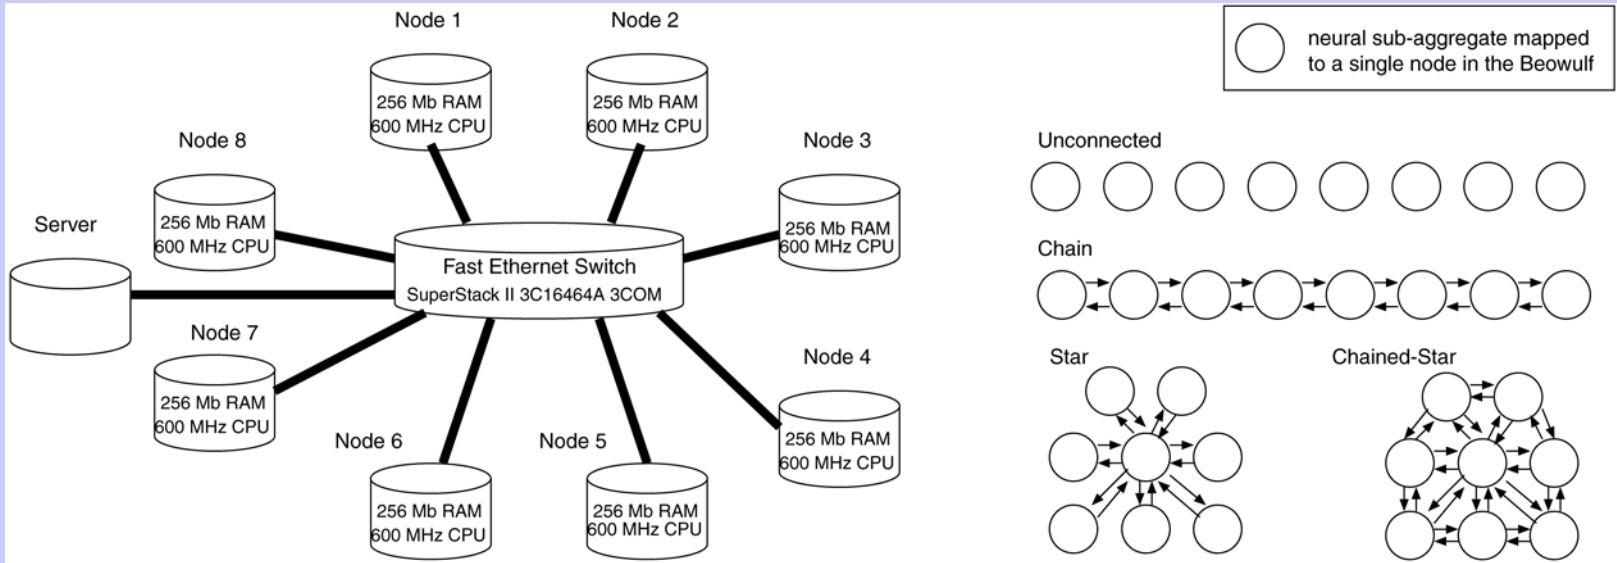 Node 1
256 Mb RAM
600 MHz CPU
Node 2
256 Mb RAM
600 MHz CPU
Node 8
256 Mb RAM
600 MHz CPU
Node 3
256 Mb RAM
600 MHz CPU
Server
Fast Ethernet Switch
SuperStack II 3C16464A 3COM
Node 7
256 Mb RAM
600 MHz CPU
Node 4
256 Mb RAM
600 MHz CPU
Node 6
256 Mb RAM
600 MHz CPU
Node 5
256 Mb RAM
600 MHz CPU
neural sub-aggregate mapped
to a single node in the Beowulf
Unconnected
Chain
Star
Chained-Star